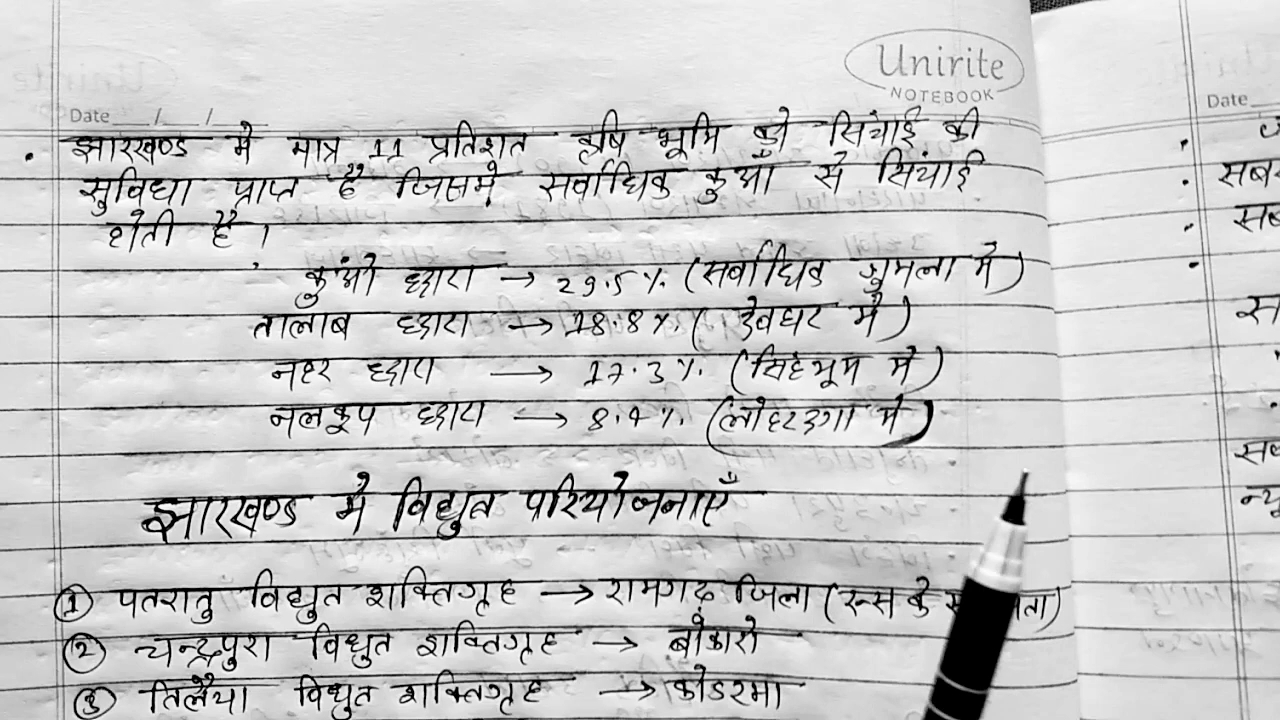 Unirite
NOTEBOOK
Date / /
Date
• झारखण्ड में मात्र 11 प्रतिशत कृषि भूमि को सिंचाई की
सुविधा प्राप्त है जिसमें सर्वाधिक कुआँ से सिंचाई
होती है।
कुंओ द्वारा → 29.5 %. (सर्वाधिक गुमला में)
तालाब द्वारा → 18.8 %. (देवघर में)
नहर द्वारा → 17.3 %. (सिंहभूम में)
नलकूप द्वारा → 8.4 %. (लोहरदगा में)
झारखण्ड में विद्युत परियोजनाएँ
① पतरातु विद्युत शक्तिगृह → रामगढ़ जिला (रूस के
② चन्द्रपुरा विद्युत शक्तिगृह → बोकारो
③ तिलैया विद्युत शक्तिगृह → कोडरमा